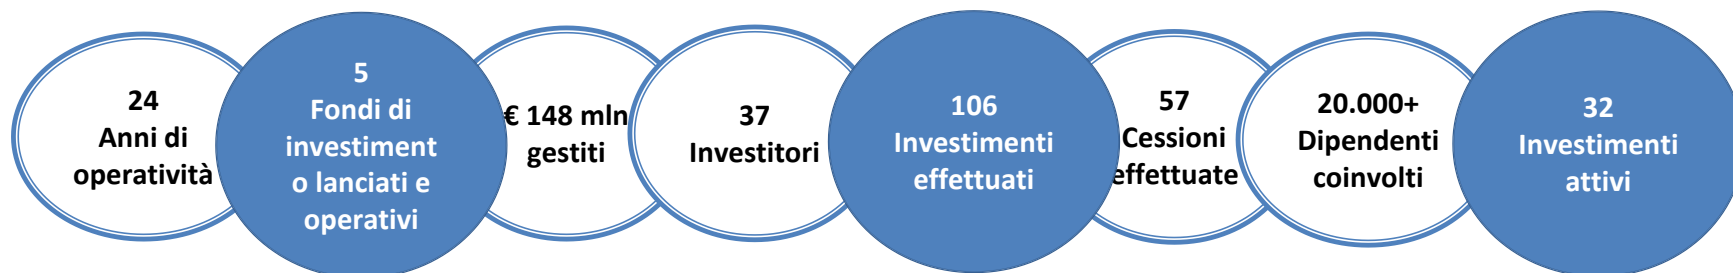 24
Anni di
operatività
5
Fondi di
investiment
o lanciati e
operativi
€ 148 mln
gestiti
37
Investitori
106
Investimenti
effettuati
57
Cessioni
effettuate
20.000+
Dipendenti
coinvolti
32
Investimenti
attivi